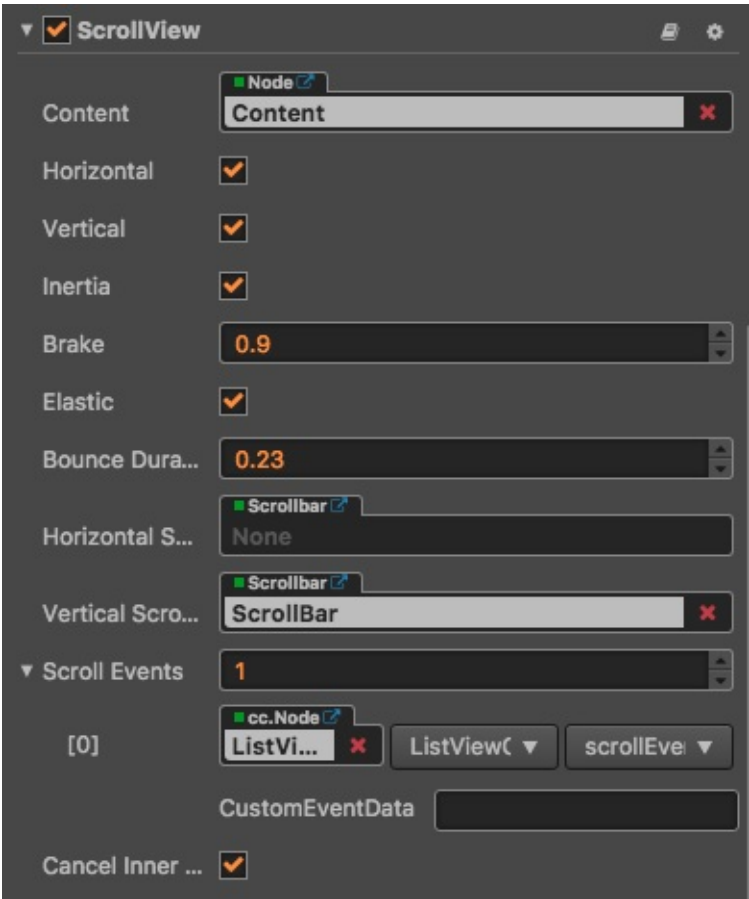 ScrollView
Node
Content Content
Horizontal
Vertical
Inertia
Brake 0.9
Elastic
Bounce Dura... 0.23
Scrollbar
Horizontal S... None
Scrollbar
Vertical Scro... ScrollBar
Scroll Events 1
cc.Node
[0] ListVi... ListViewC scrollEve
CustomEventData
Cancel Inner ...